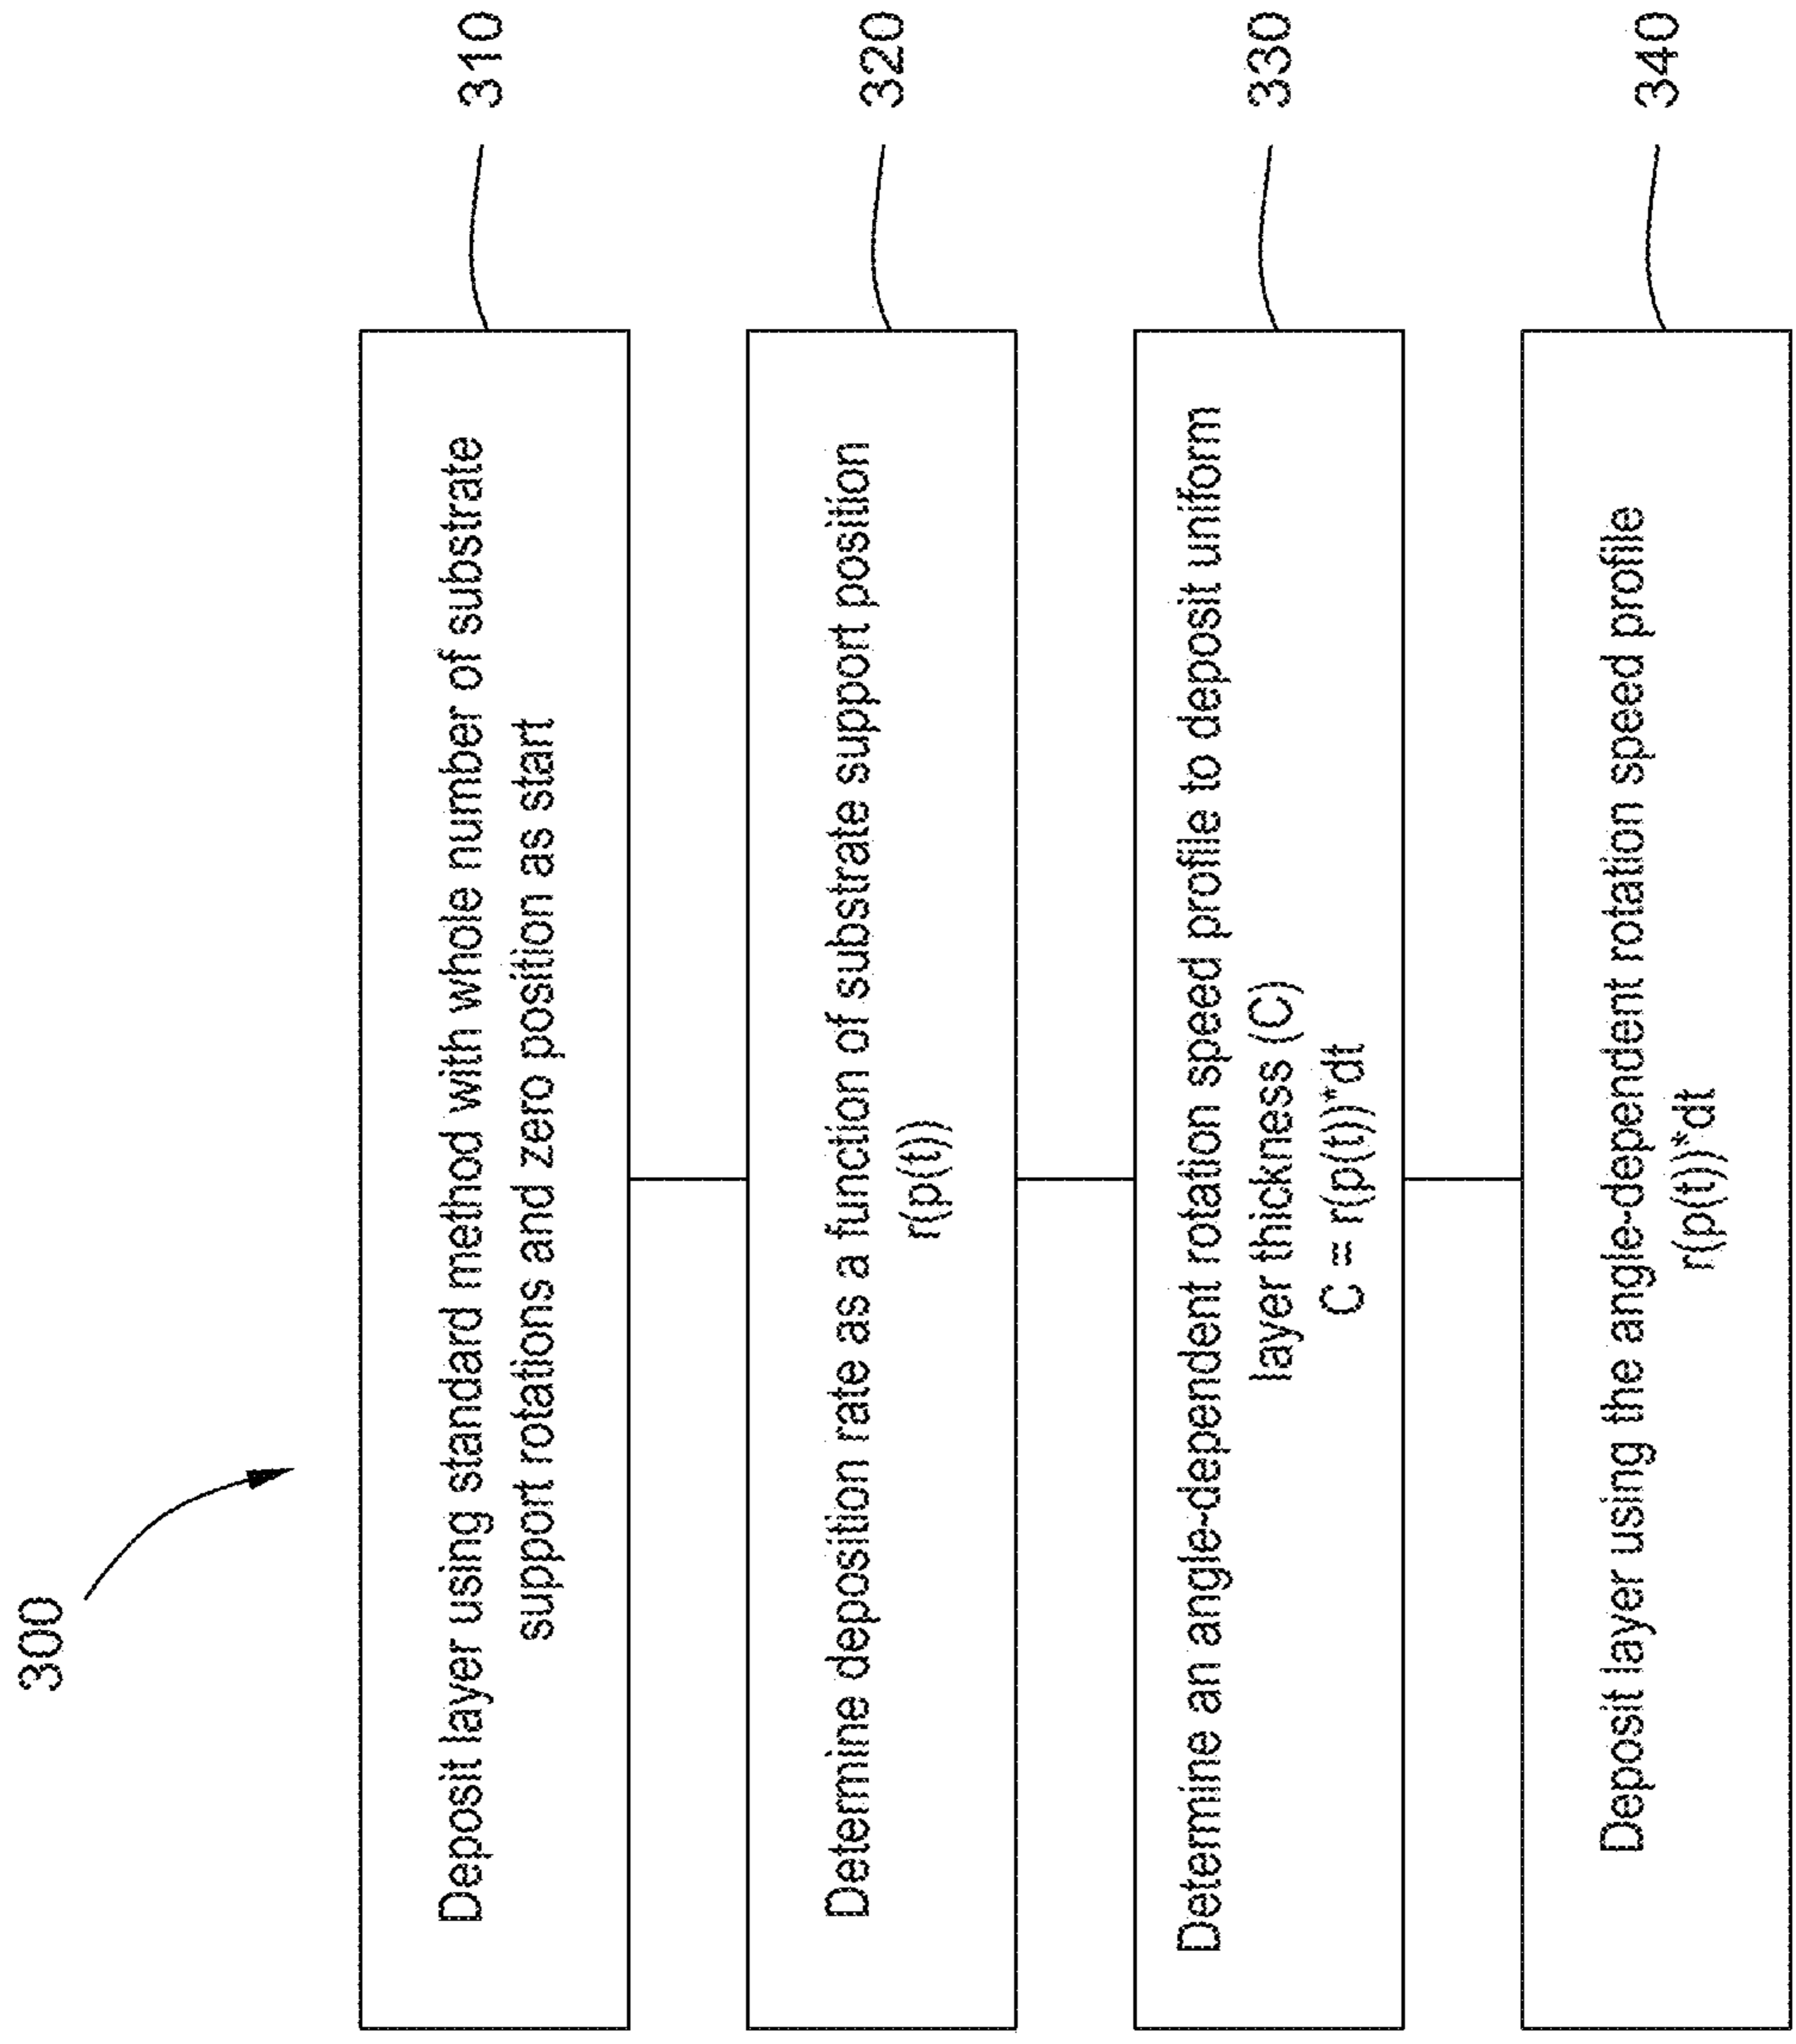 300
Deposit layer using standard method with whole number of substrate
support rotations and zero position as start
310
Determine deposition rate as a function of substrate support position
r(p(t))
320
Determine an angle-dependent rotation speed profile to deposit uniform
layer thickness (C)
C = r(p(t))*dt
330
Deposit layer using the angle-dependent rotation speed profile
r(p(t))*dt
340